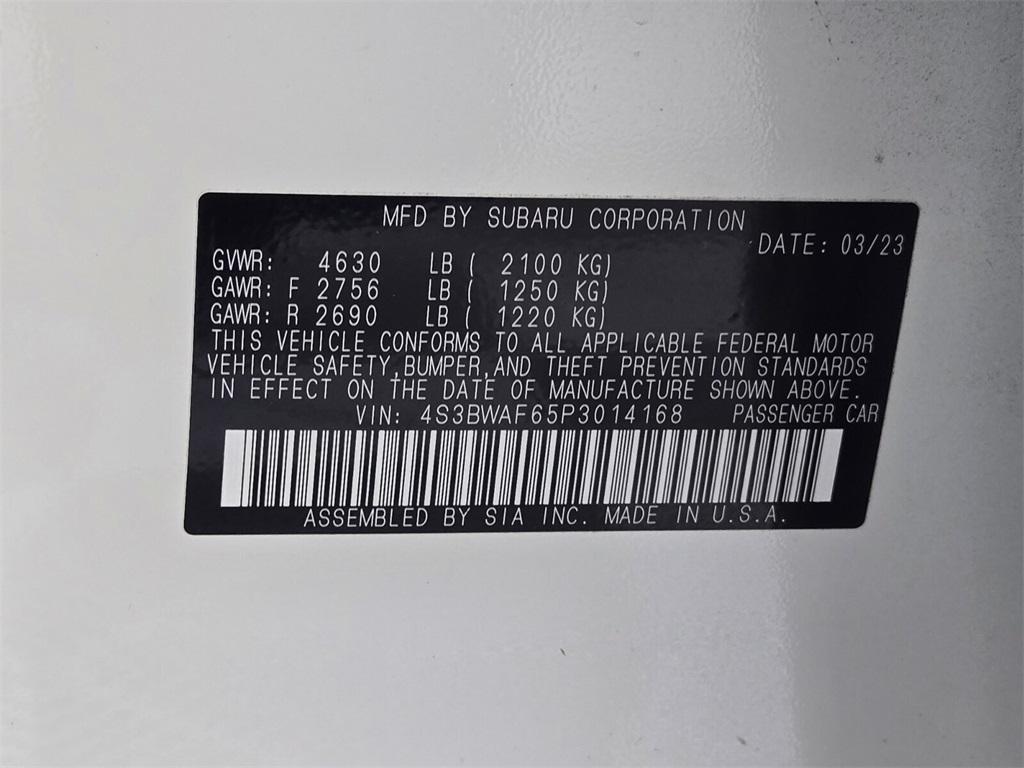 MFD BY SUBARU CORPORATION
DATE: 03/23
GVWR: 4630 LB ( 2100 KG)
GAWR: F 2756 LB ( 1250 KG)
GAWR: R 2690 LB ( 1220 KG)
THIS VEHICLE CONFORMS TO ALL APPLICABLE FEDERAL MOTOR
VEHICLE SAFETY,BUMPER,AND THEFT PREVENTION STANDARDS
IN EFFECT ON THE DATE OF MANUFACTURE SHOWN ABOVE.
VIN: 4S3BWAF65P3014168 PASSENGER CAR
ASSEMBLED BY SIA INC. MADE IN U.S.A.